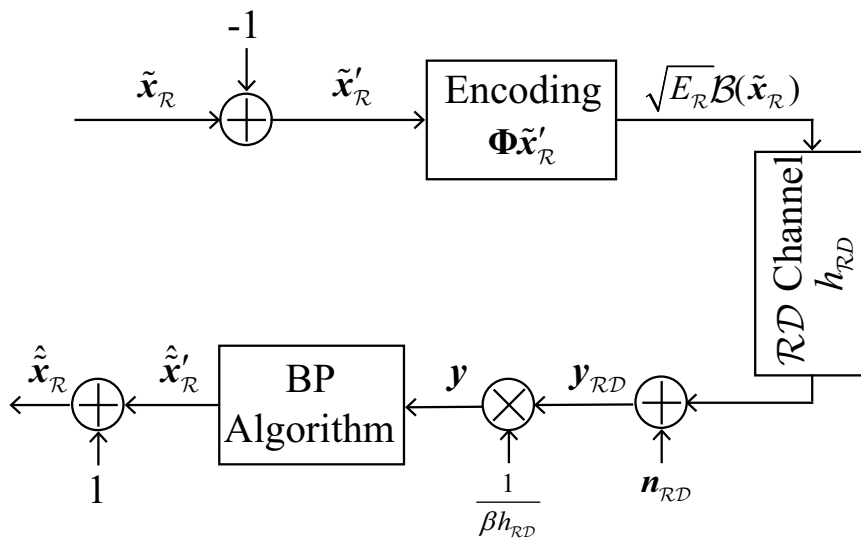 -1
x̃_ℛ
x̃′_ℛ
Encoding
Φx̃′_ℛ
√E_ℛ ℬ(x̃_ℛ)
ℛ𝒟 Channel
h_ℛ𝒟
x̃̂_ℛ
x̃̂′_ℛ
BP
Algorithm
y
y_ℛ𝒟
1
1/(βh_ℛ𝒟)
n_ℛ𝒟